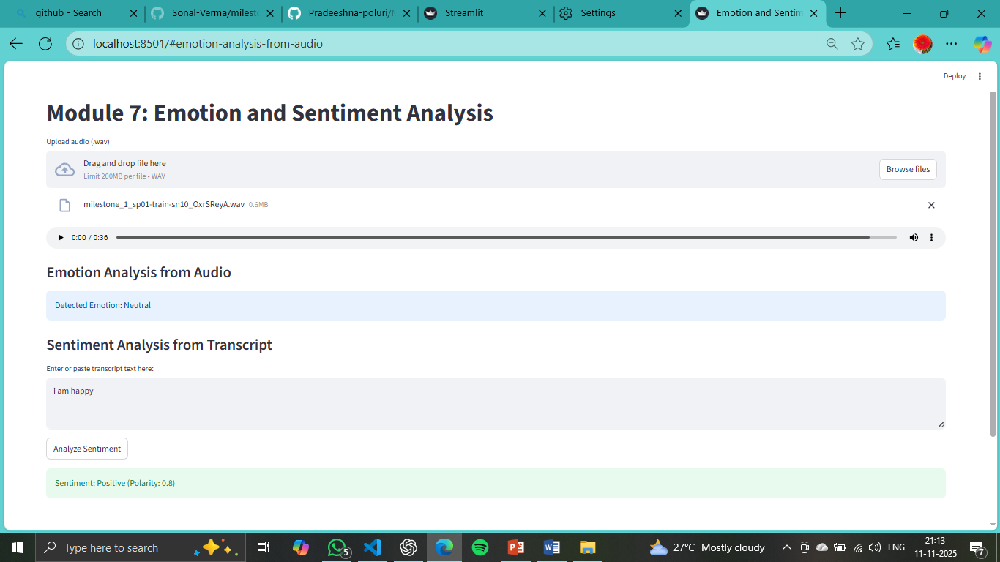 github - Search
Sonal-Verma/milest
Pradeeshna-poluri/
Streamlit
Settings
Emotion and Sentim
localhost:8501/#emotion-analysis-from-audio
Deploy
Module 7: Emotion and Sentiment Analysis
Upload audio (.wav)
Drag and drop file here
Limit 200MB per file • WAV
Browse files
milestone_1_sp01-train-sn10_OxrSReyA.wav 0.6MB
0:00 / 0:36
Emotion Analysis from Audio
Detected Emotion: Neutral
Sentiment Analysis from Transcript
Enter or paste transcript text here:
i am happy
Analyze Sentiment
Sentiment: Positive (Polarity: 0.8)
Type here to search
5
27°C Mostly cloudy
ENG
21:13
11-11-2025
7